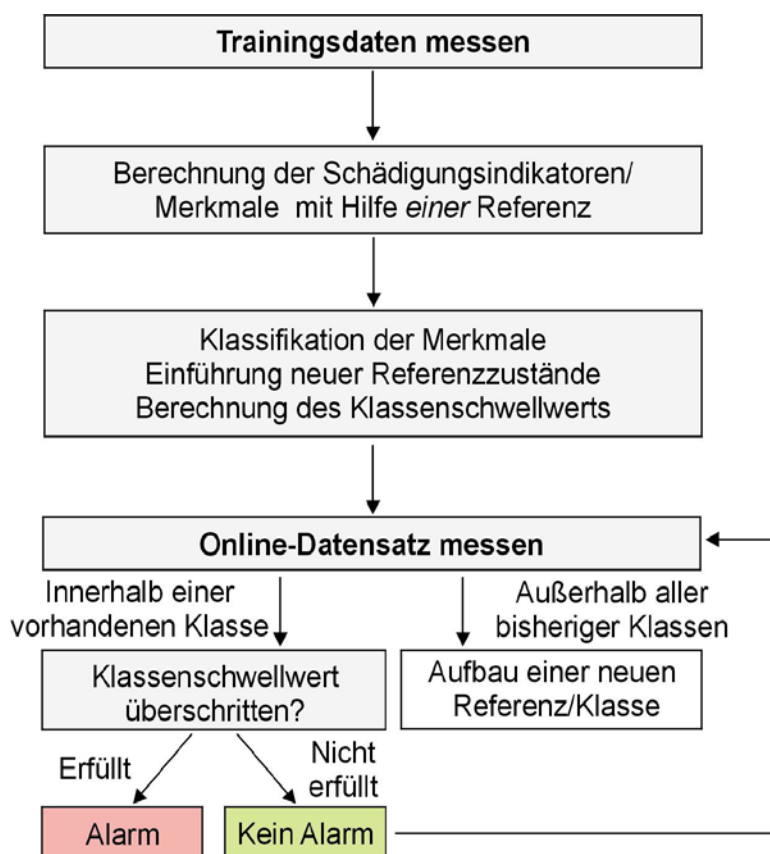 Trainingsdaten messen
Berechnung der Schädigungsindikatoren/
Merkmale mit Hilfe einer Referenz
Klassifikation der Merkmale
Einführung neuer Referenzzustände
Berechnung des Klassenschwellwerts
Online-Datensatz messen
Innerhalb einer
vorhandenen Klasse
Außerhalb aller
bisheriger Klassen
Klassenschwellwert
überschritten?
Aufbau einer neuen
Referenz/Klasse
Erfüllt
Nicht
erfüllt
Alarm
Kein Alarm